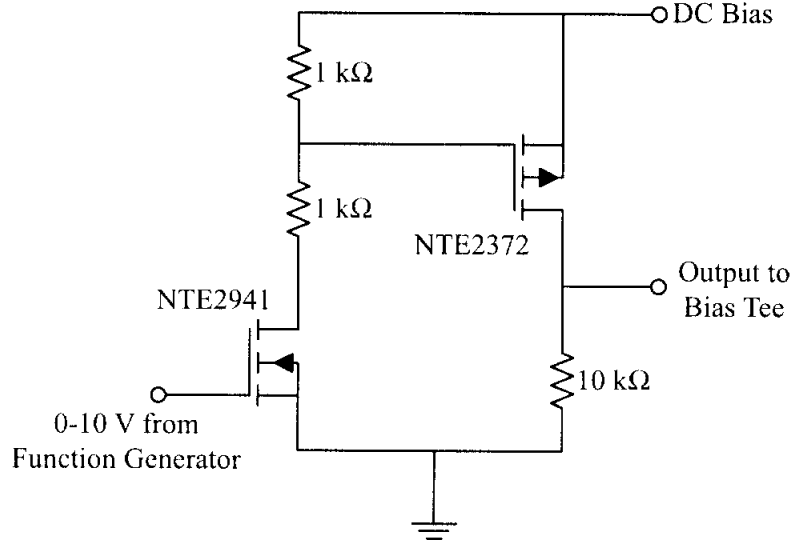 DC Bias
1 kΩ
1 kΩ
NTE2372
Output to
Bias Tee
NTE2941
10 kΩ
0-10 V from
Function Generator